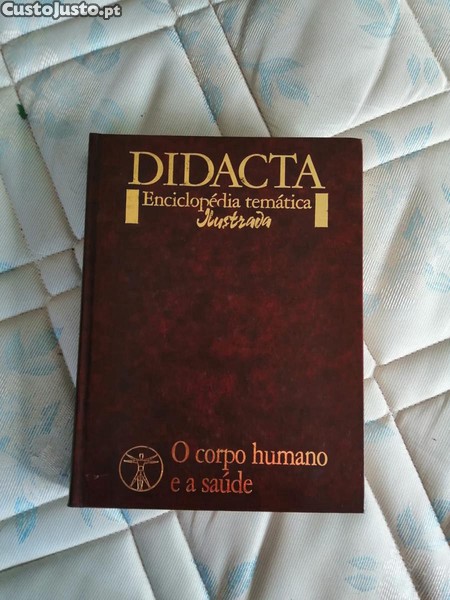 CustoJusto.pt
DIDACTA
Enciclopédia temática
Ilustrada
O corpo humano
e a saúde